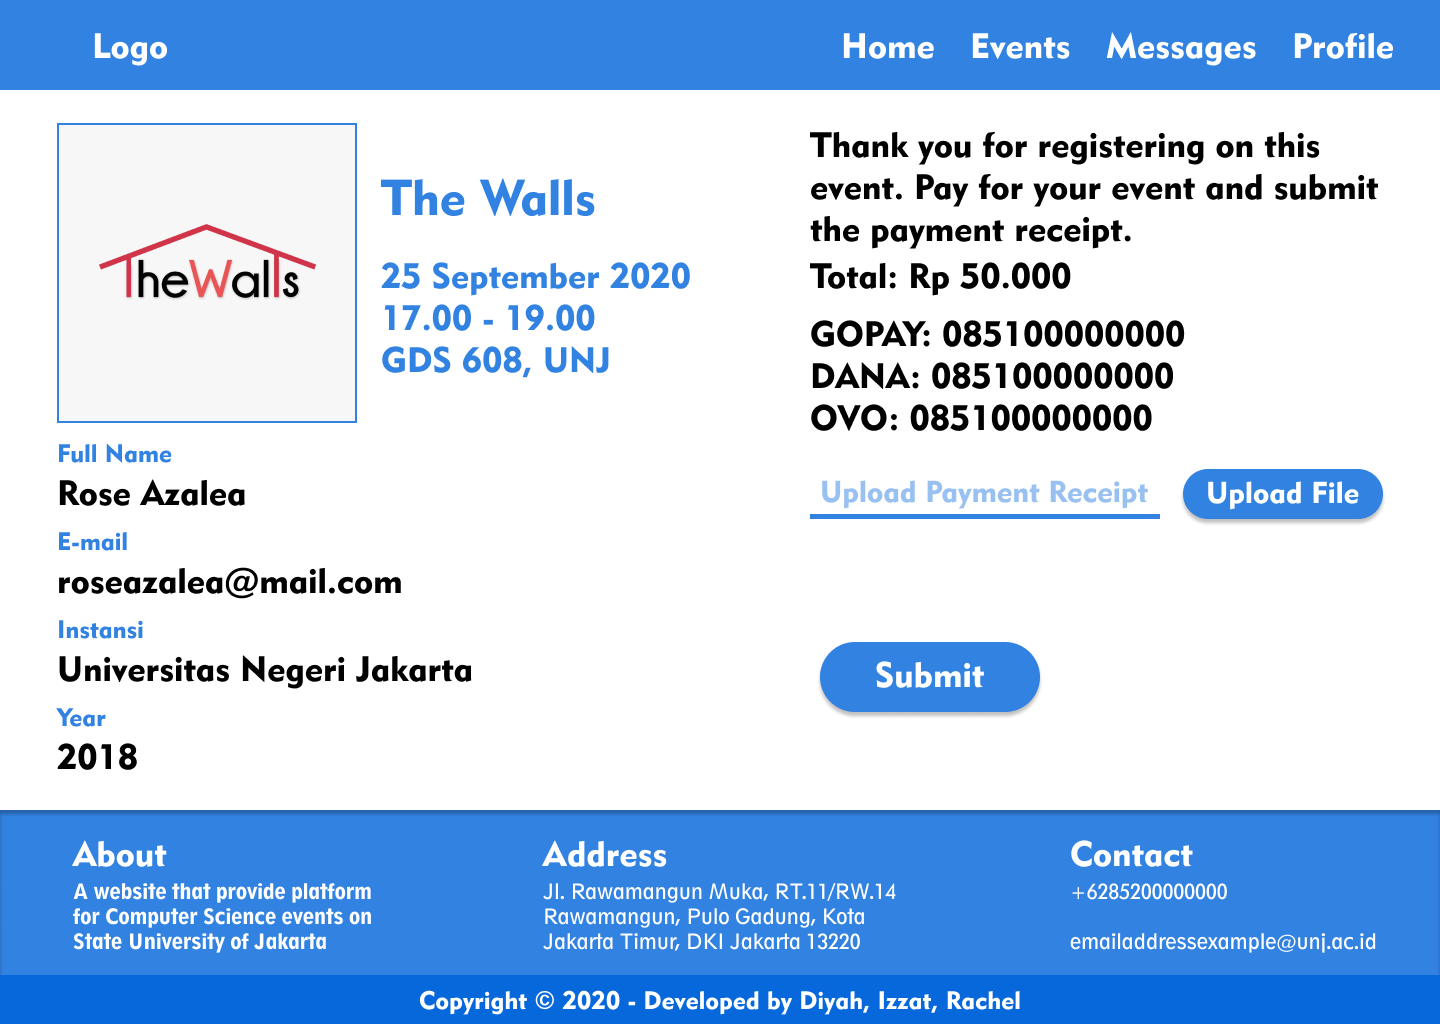 Logo
Home Events Messages Profile
TheWalls
The Walls
25 September 2020
17.00 - 19.00
GDS 608, UNJ
Full Name
Rose Azalea
E-mail
roseazalea@mail.com
Instansi
Universitas Negeri Jakarta
Year
2018
Thank you for registering on this
event. Pay for your event and submit
the payment receipt.
Total: Rp 50.000
GOPAY: 085100000000
DANA: 085100000000
OVO: 085100000000
Upload Payment Receipt
Upload File
Submit
About
A website that provide platform
for Computer Science events on
State University of Jakarta
Address
Jl. Rawamangun Muka, RT.11/RW.14
Rawamangun, Pulo Gadung, Kota
Jakarta Timur, DKI Jakarta 13220
Contact
+6285200000000
emailaddressexample@unj.ac.id
Copyright © 2020 - Developed by Diyah, Izzat, Rachel